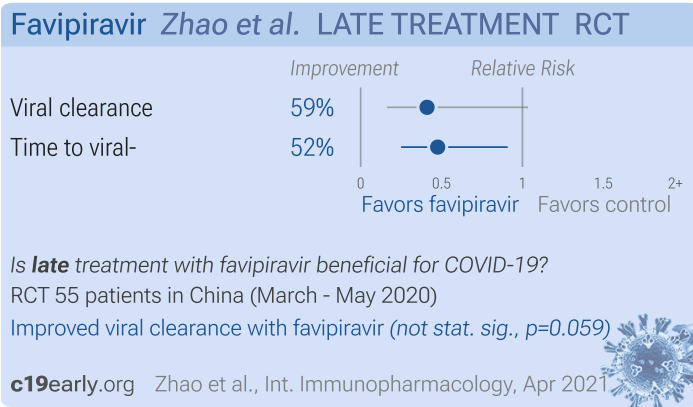 Favipiravir Zhao et al. LATE TREATMENT RCT
Improvement Relative Risk
Viral clearance 59%
Time to viral- 52%
0 0.5 1 1.5 2+
Favors favipiravir Favors control
Is late treatment with favipiravir beneficial for COVID-19?
RCT 55 patients in China (March - May 2020)
Improved viral clearance with favipiravir (not stat. sig., p=0.059)
c19early.org Zhao et al., Int. Immunopharmacology, Apr 2021